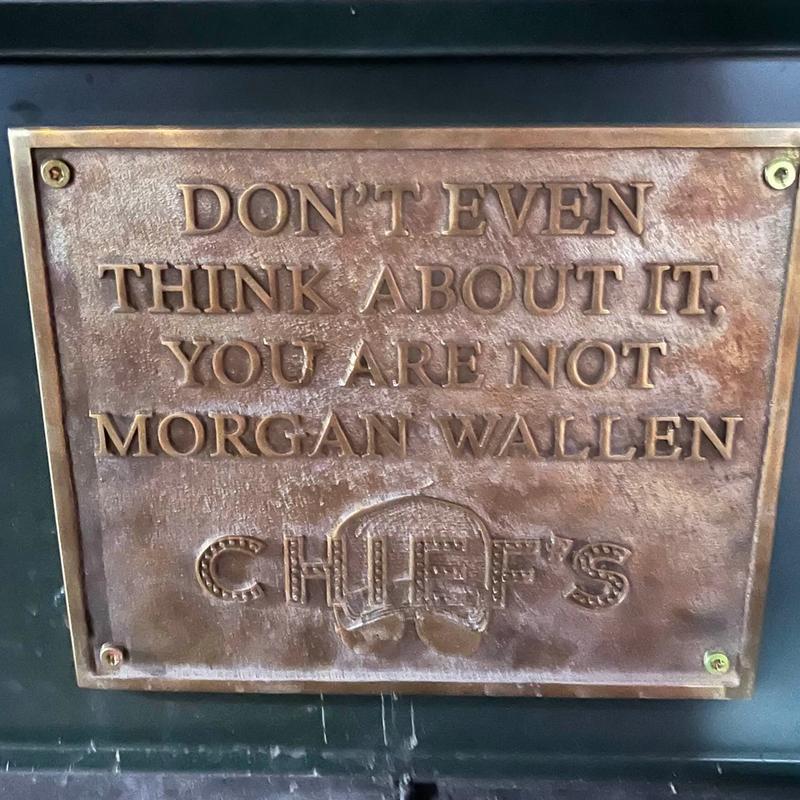 DON'T EVEN
THINK ABOUT IT,
YOU ARE NOT
MORGAN WALLEN
CHIEF'S